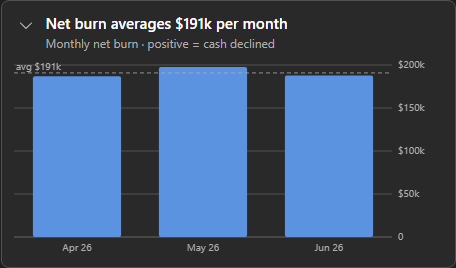 Net burn averages $191k per month
Monthly net burn · positive = cash declined
avg $191k
$200k
$150k
$100k
$50k
0
Apr 26
May 26
Jun 26